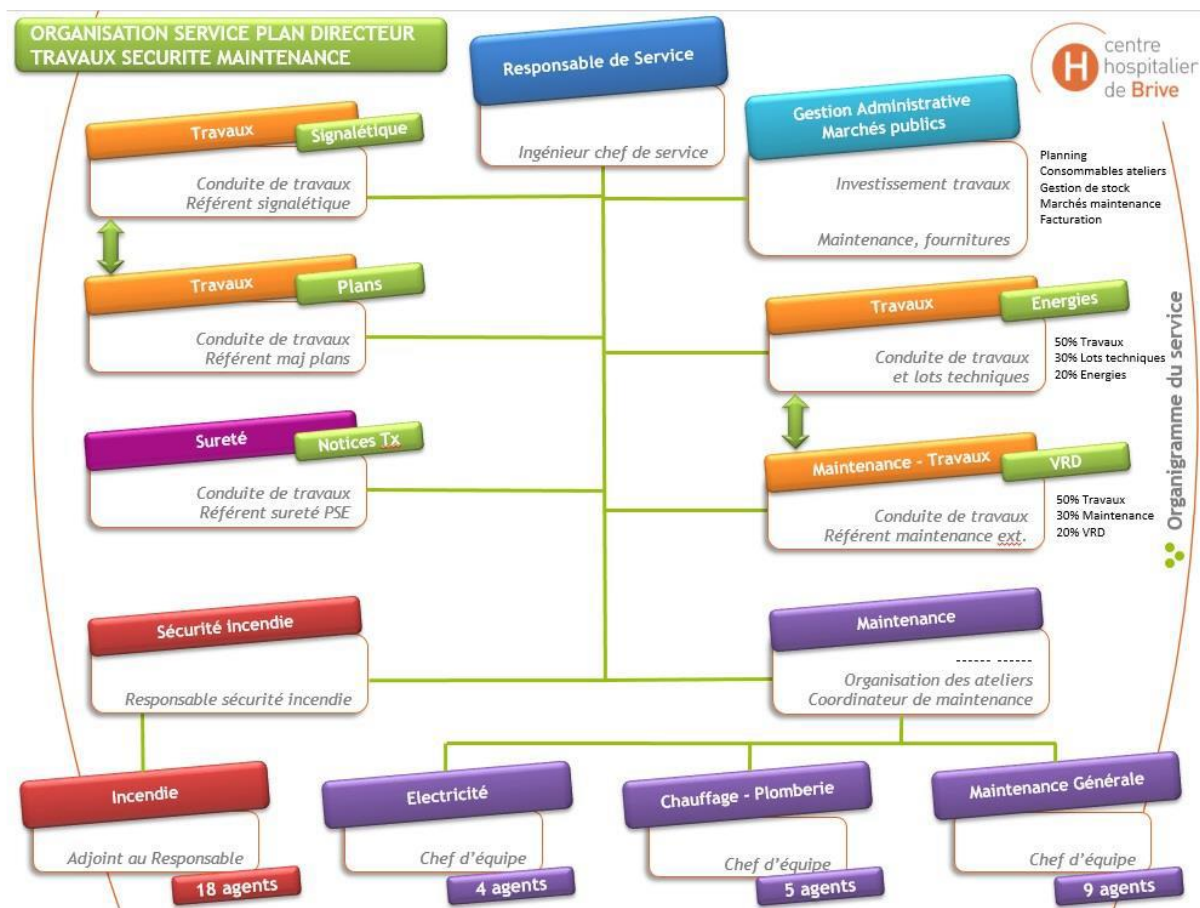 ORGANISATION SERVICE PLAN DIRECTEUR
TRAVAUX SECURITE MAINTENANCE
Responsable de Service
Ingénieur chef de service
centre
hospitalier
de Brive
H
Gestion Administrative
Marchés publics
Investissement travaux
Maintenance, fournitures
Planning
Consommables ateliers
Gestion de stock
Marchés maintenance
Facturation
Travaux
Signalétique
Conduite de travaux
Référent signalétique
Travaux
Plans
Conduite de travaux
Référent maj plans
Travaux
Energies
Conduite de travaux
et lots techniques
50% Travaux
30% Lots techniques
20% Energies
Sureté
Notices Tx
Conduite de travaux
Référent sureté PSE
Maintenance - Travaux
VRD
Conduite de travaux
Référent maintenance ext.
50% Travaux
30% Maintenance
20% VRD
Organigramme du service
Sécurité incendie
Responsable sécurité incendie
Maintenance
------ ------
Organisation des ateliers
Coordinateur de maintenance
Incendie
Adjoint au Responsable
18 agents
Electricité
Chef d'équipe
4 agents
Chauffage - Plomberie
Chef d'équipe
5 agents
Maintenance Générale
Chef d'équipe
9 agents